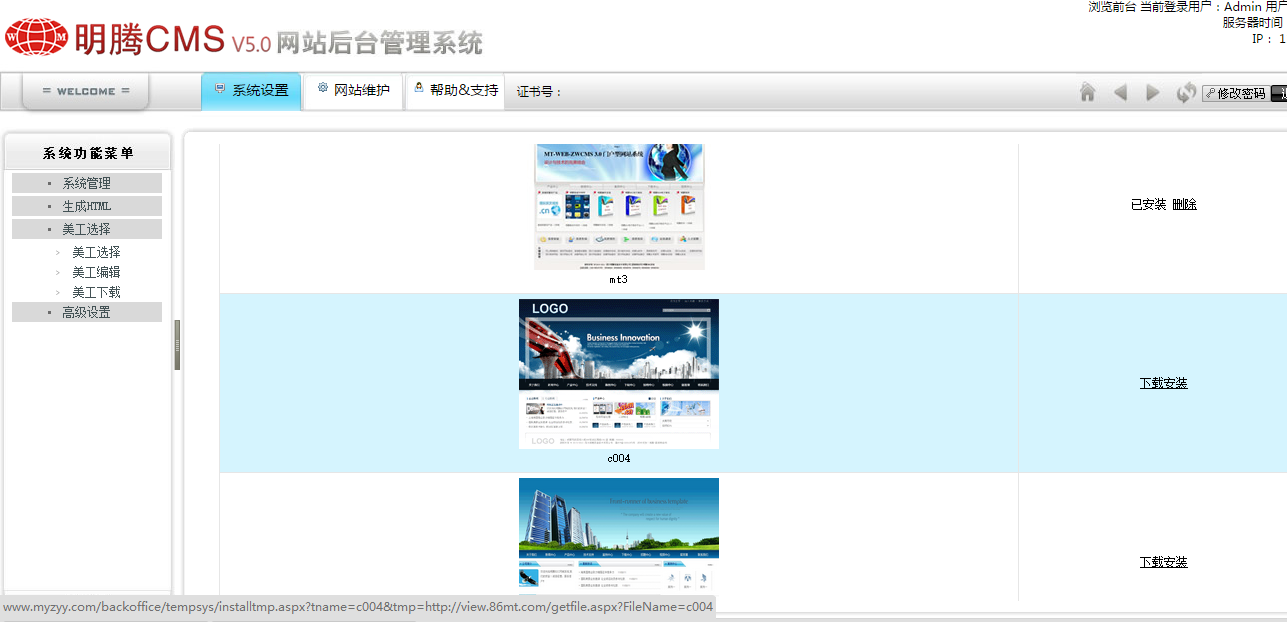 浏览前台 当前登录用户：Admin 用户
服务器时间
IP： 1
明腾CMS V5.0 网站后台管理系统
= WELCOME =
系统设置
网站维护
帮助&支持
证书号：
修改密码
系统功能菜单
系统管理
生成HTML
美工选择
美工选择
美工编辑
美工下载
高级设置
MT-WEB-ZWCMS 3.0 门户型网站系统
.cn
mt3
已安装 删除
LOGO
Business Innovation
LOGO
c004
下载安装
下载安装
www.myzyy.com/backoffice/tempsys/installtmp.aspx?tname=c004&tmp=http://view.86mt.com/getfile.aspx?FileName=c004